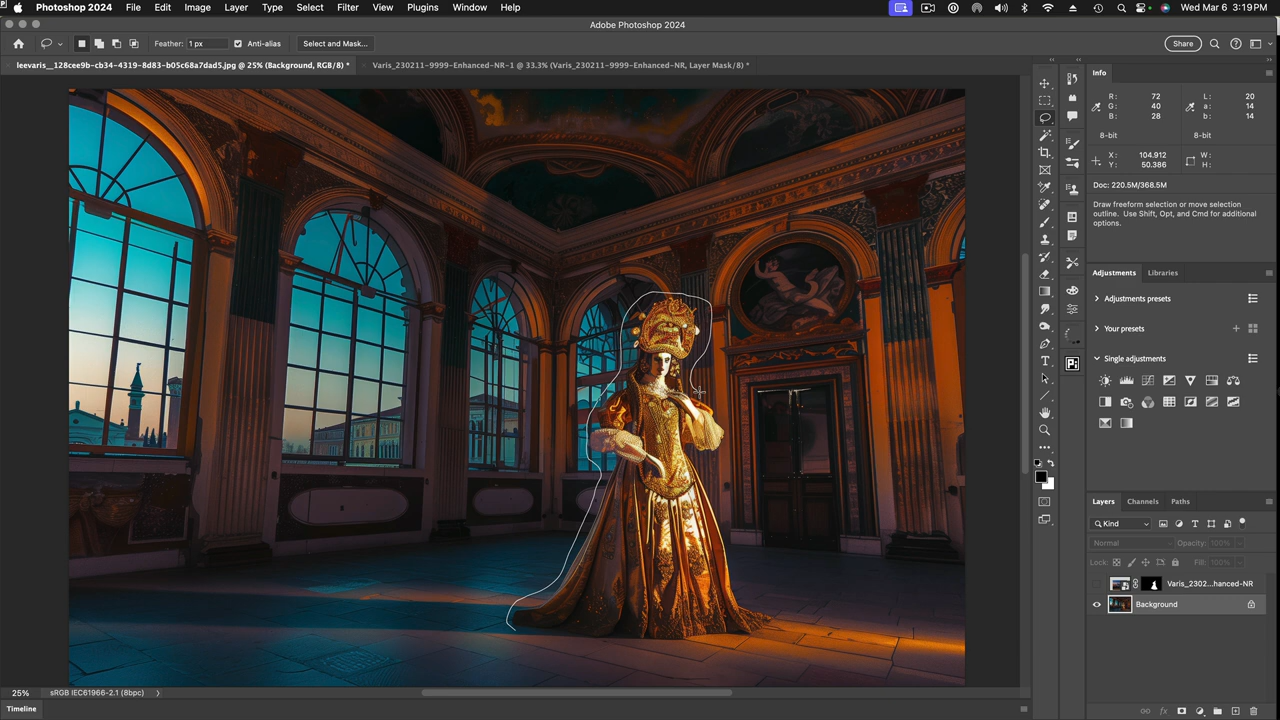 Photoshop 2024 File Edit Image Layer Type Select Filter View Plugins Window Help Wed Mar 6 3:19PM
Adobe Photoshop 2024
Feather: 1 px Anti-alias Select and Mask... Share
leevaris__128cee9b-cb34-4319-8d83-b05c68a7dad5.jpg @ 25% (Background, RGB/8) * Varis_230211-9999-Enhanced-NR-1 @ 33.3% (Varis_230211-9999-Enhanced-NR, Layer Mask/8) *
Info
R: 72 L: 20
G: 40 a: 14
B: 28 b: 14
8-bit 8-bit
X: 104.912 W:
Y: 50.386 H:
Doc: 220.5M/368.5M
Draw freeform selection or move selection
outline. Use Shift, Opt, and Cmd for additional
options.
Adjustments Libraries
Adjustments presets
Your presets
Single adjustments
Layers Channels Paths
Kind
Normal Opacity: 100%
Lock: Fill: 100%
Varis_2302...hanced-NR
Background
25% sRGB IEC61966-2.1 (8bpc)
Timeline